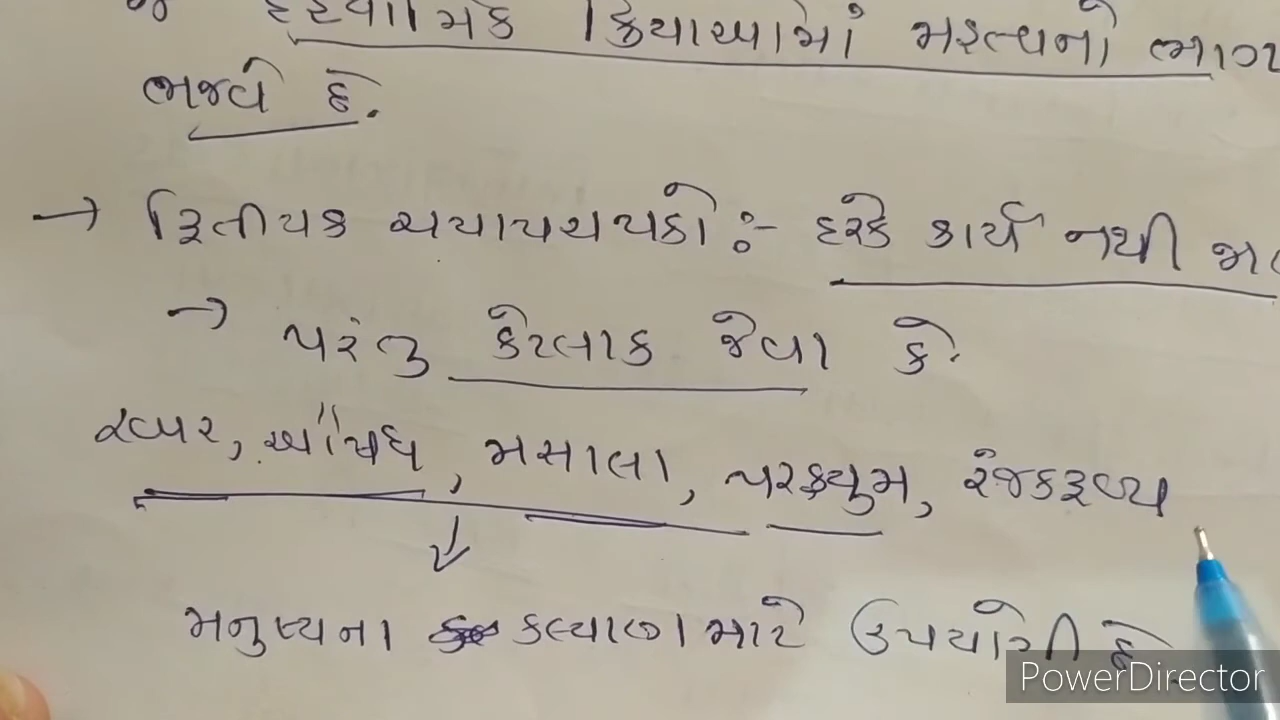 ક્રિયાઓમાં મહત્વનો ભાગ
ભજવે છે.
→ દ્વિતીયક ચયાપચયકો :- દરેક કાર્ય નથી
→ પરંતુ કેટલાક જેવા કે
રબર, ઔષધ, મસાલા, પરફ્યુમ, રંજકદ્રવ્ય
↓
મનુષ્યના કલ્યાણ માટે ઉપયોગી છે
PowerDirector